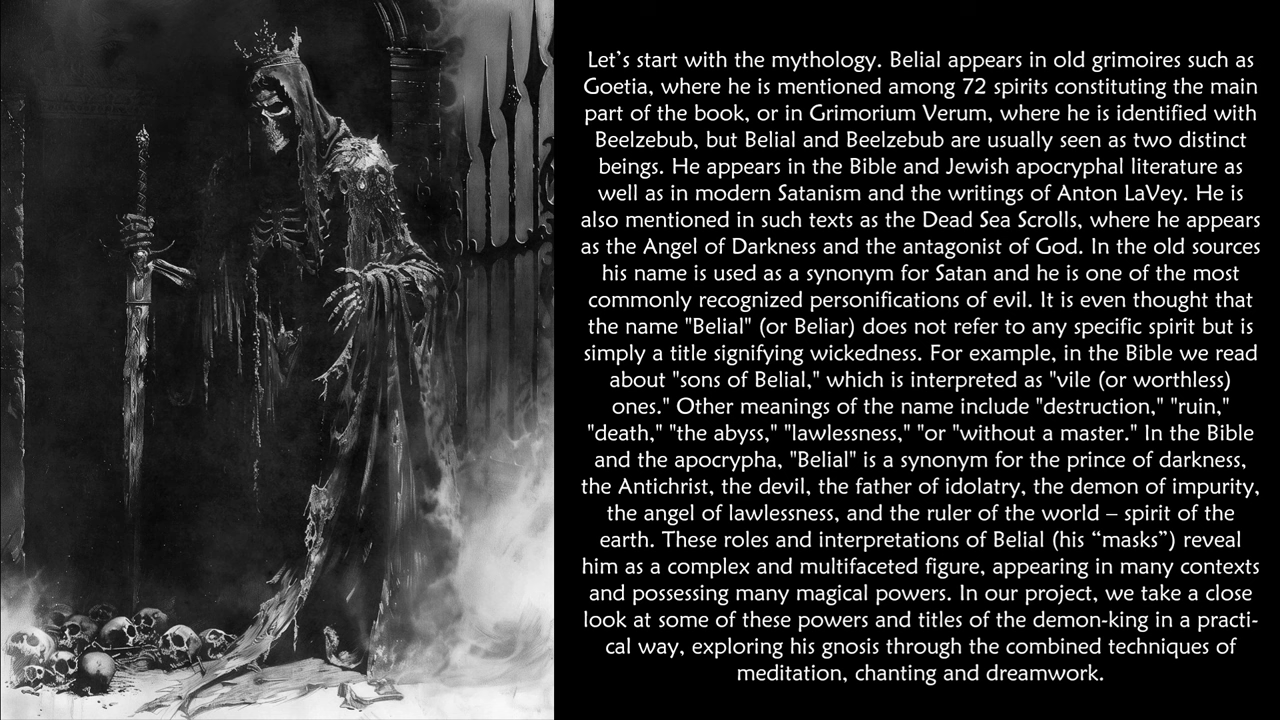 Let’s start with the mythology. Belial appears in old grimoires such as
Goetia, where he is mentioned among 72 spirits constituting the main
part of the book, or in Grimorium Verum, where he is identified with
Beelzebub, but Belial and Beelzebub are usually seen as two distinct
beings. He appears in the Bible and Jewish apocryphal literature as
well as in modern Satanism and the writings of Anton LaVey. He is
also mentioned in such texts as the Dead Sea Scrolls, where he appears
as the Angel of Darkness and the antagonist of God. In the old sources
his name is used as a synonym for Satan and he is one of the most
commonly recognized personifications of evil. It is even thought that
the name "Belial" (or Beliar) does not refer to any specific spirit but is
simply a title signifying wickedness. For example, in the Bible we read
about "sons of Belial," which is interpreted as "vile (or worthless)
ones." Other meanings of the name include "destruction," "ruin,"
"death," "the abyss," "lawlessness," "or "without a master." In the Bible
and the apocrypha, "Belial" is a synonym for the prince of darkness,
the Antichrist, the devil, the father of idolatry, the demon of impurity,
the angel of lawlessness, and the ruler of the world – spirit of the
earth. These roles and interpretations of Belial (his “masks”) reveal
him as a complex and multifaceted figure, appearing in many contexts
and possessing many magical powers. In our project, we take a close
look at some of these powers and titles of the demon-king in a practi-
cal way, exploring his gnosis through the combined techniques of
meditation, chanting and dreamwork.